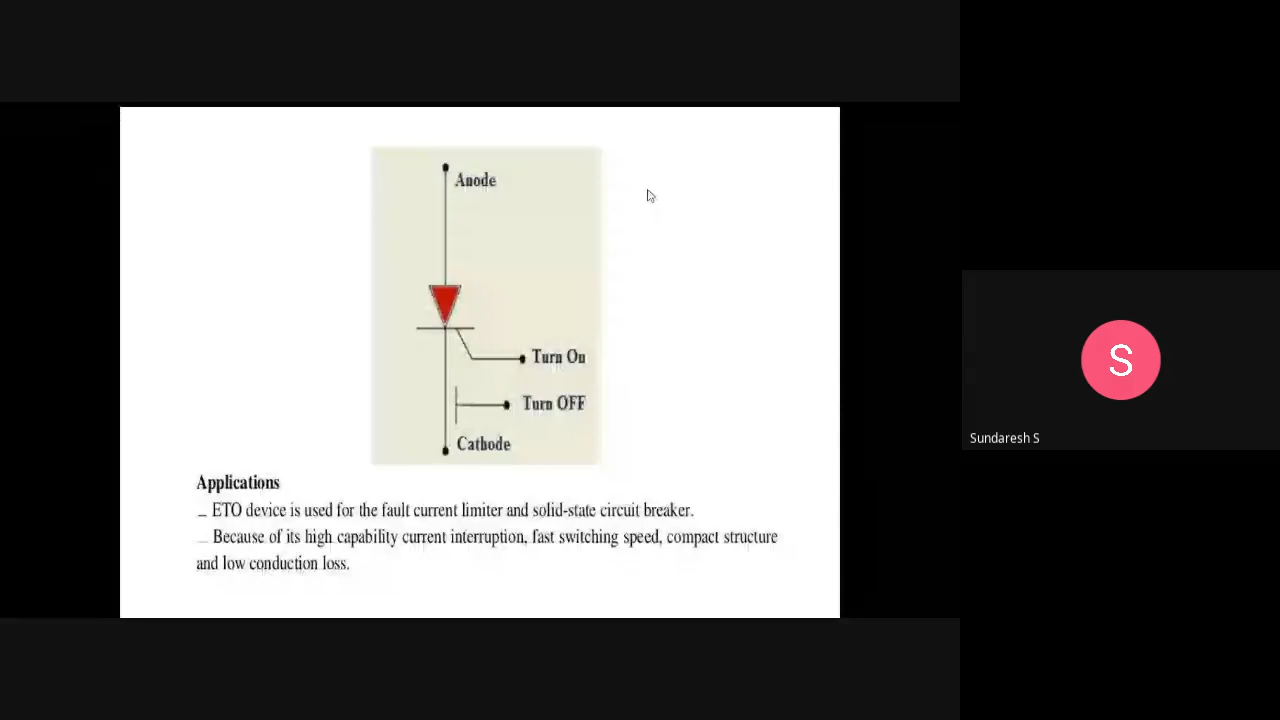 Anode
Turn On
Turn OFF
Cathode
Applications
_ ETO device is used for the fault current limiter and solid-state circuit breaker.
_ Because of its high capability current interruption, fast switching speed, compact structure
and low conduction loss.
S
Sundaresh S